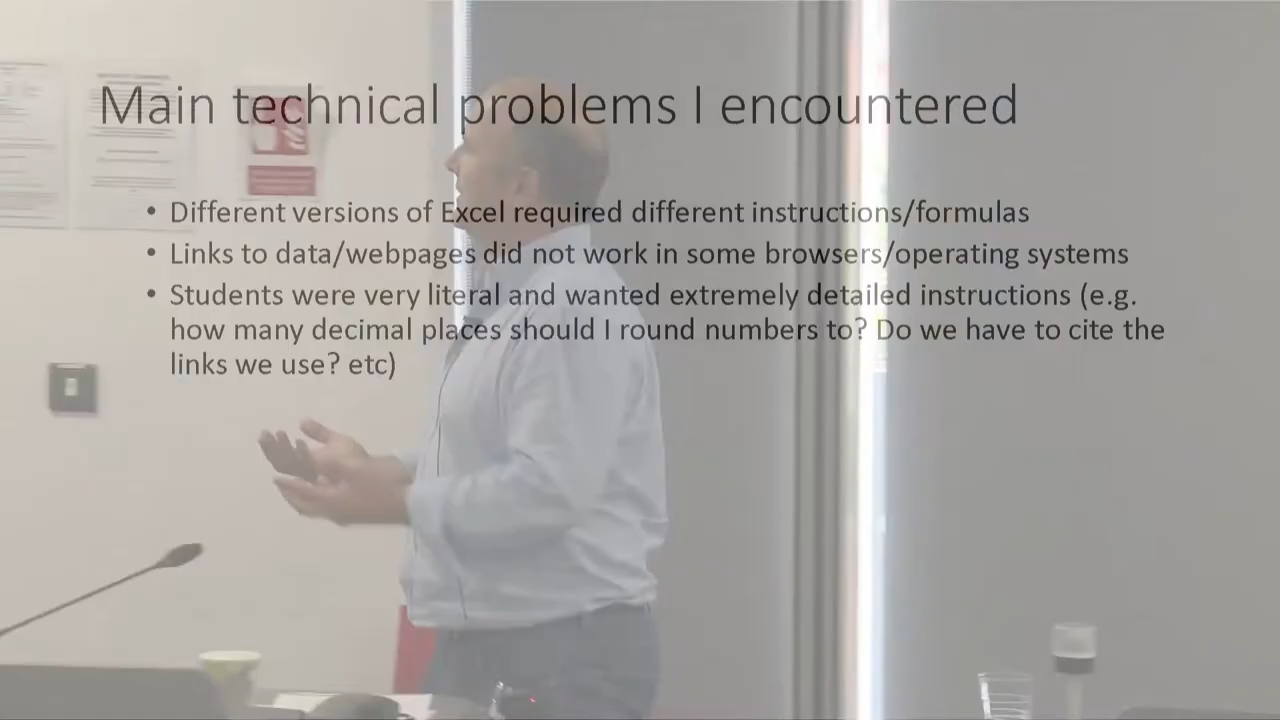 Main technical problems I encountered
• Different versions of Excel required different instructions/formulas
• Links to data/webpages did not work in some browsers/operating systems
• Students were very literal and wanted extremely detailed instructions (e.g.
how many decimal places should I round numbers to? Do we have to cite the
links we use? etc)